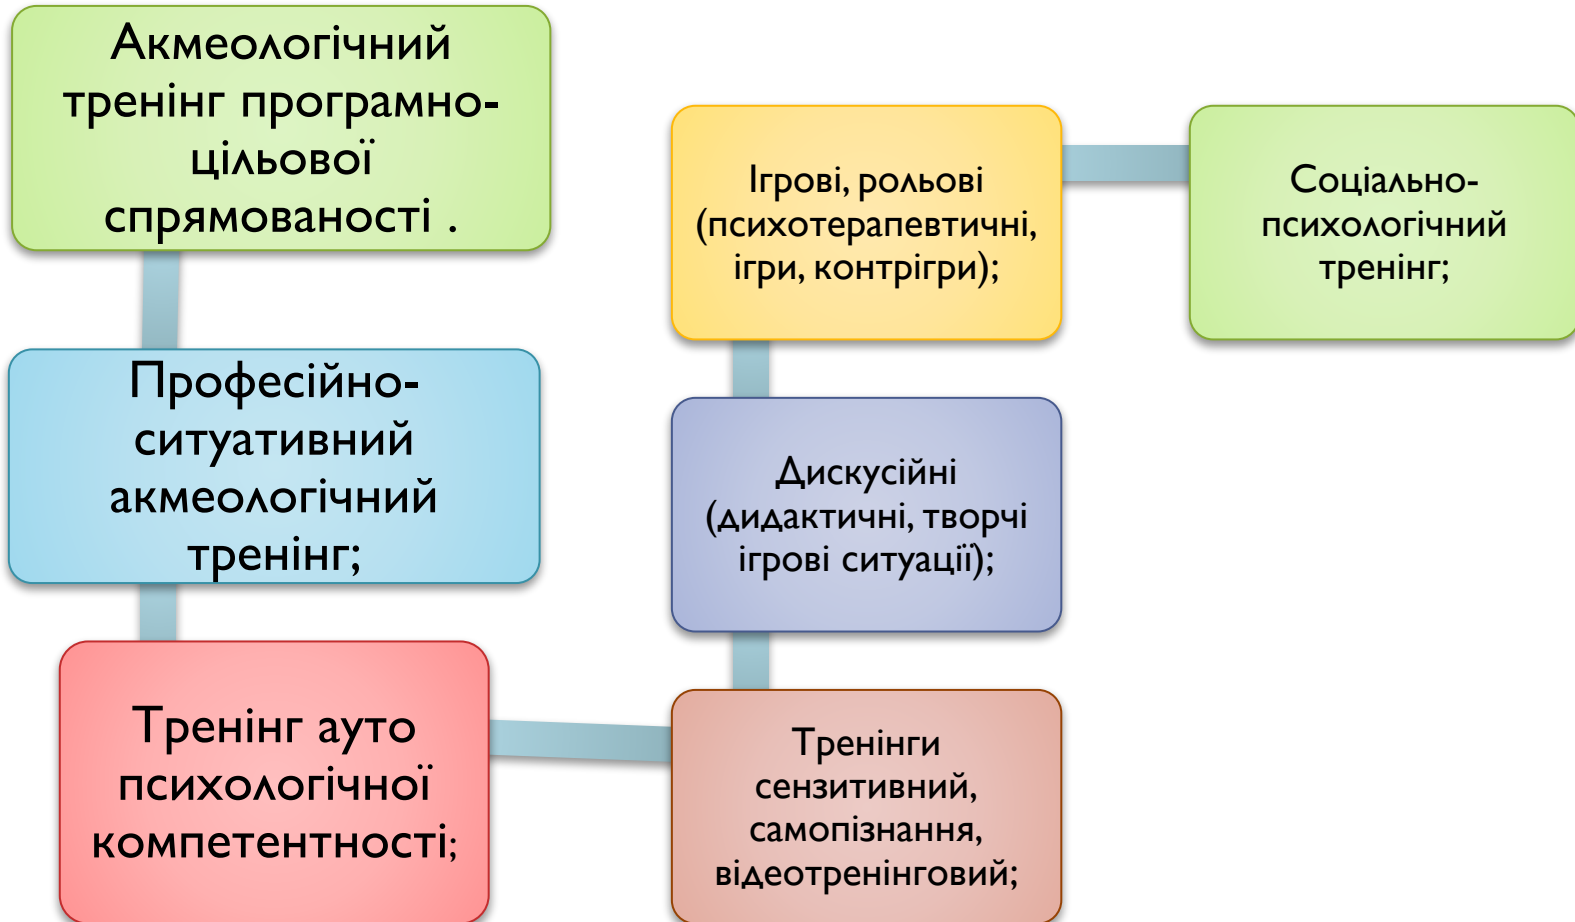 Акмеологічний
тренінг програмно-
цільової
спрямованості .
Професійно-
ситуативний
акмеологічний
тренінг;
Тренінг ауто
психологічної
компетентності;
Тренінги
сензитивний,
самопізнання,
відеотренінговий;
Дискусійні
(дидактичні, творчі
ігрові ситуації);
Ігрові, рольові
(психотерапевтичні,
ігри, контрігри);
Соціально-
психологічний
тренінг;